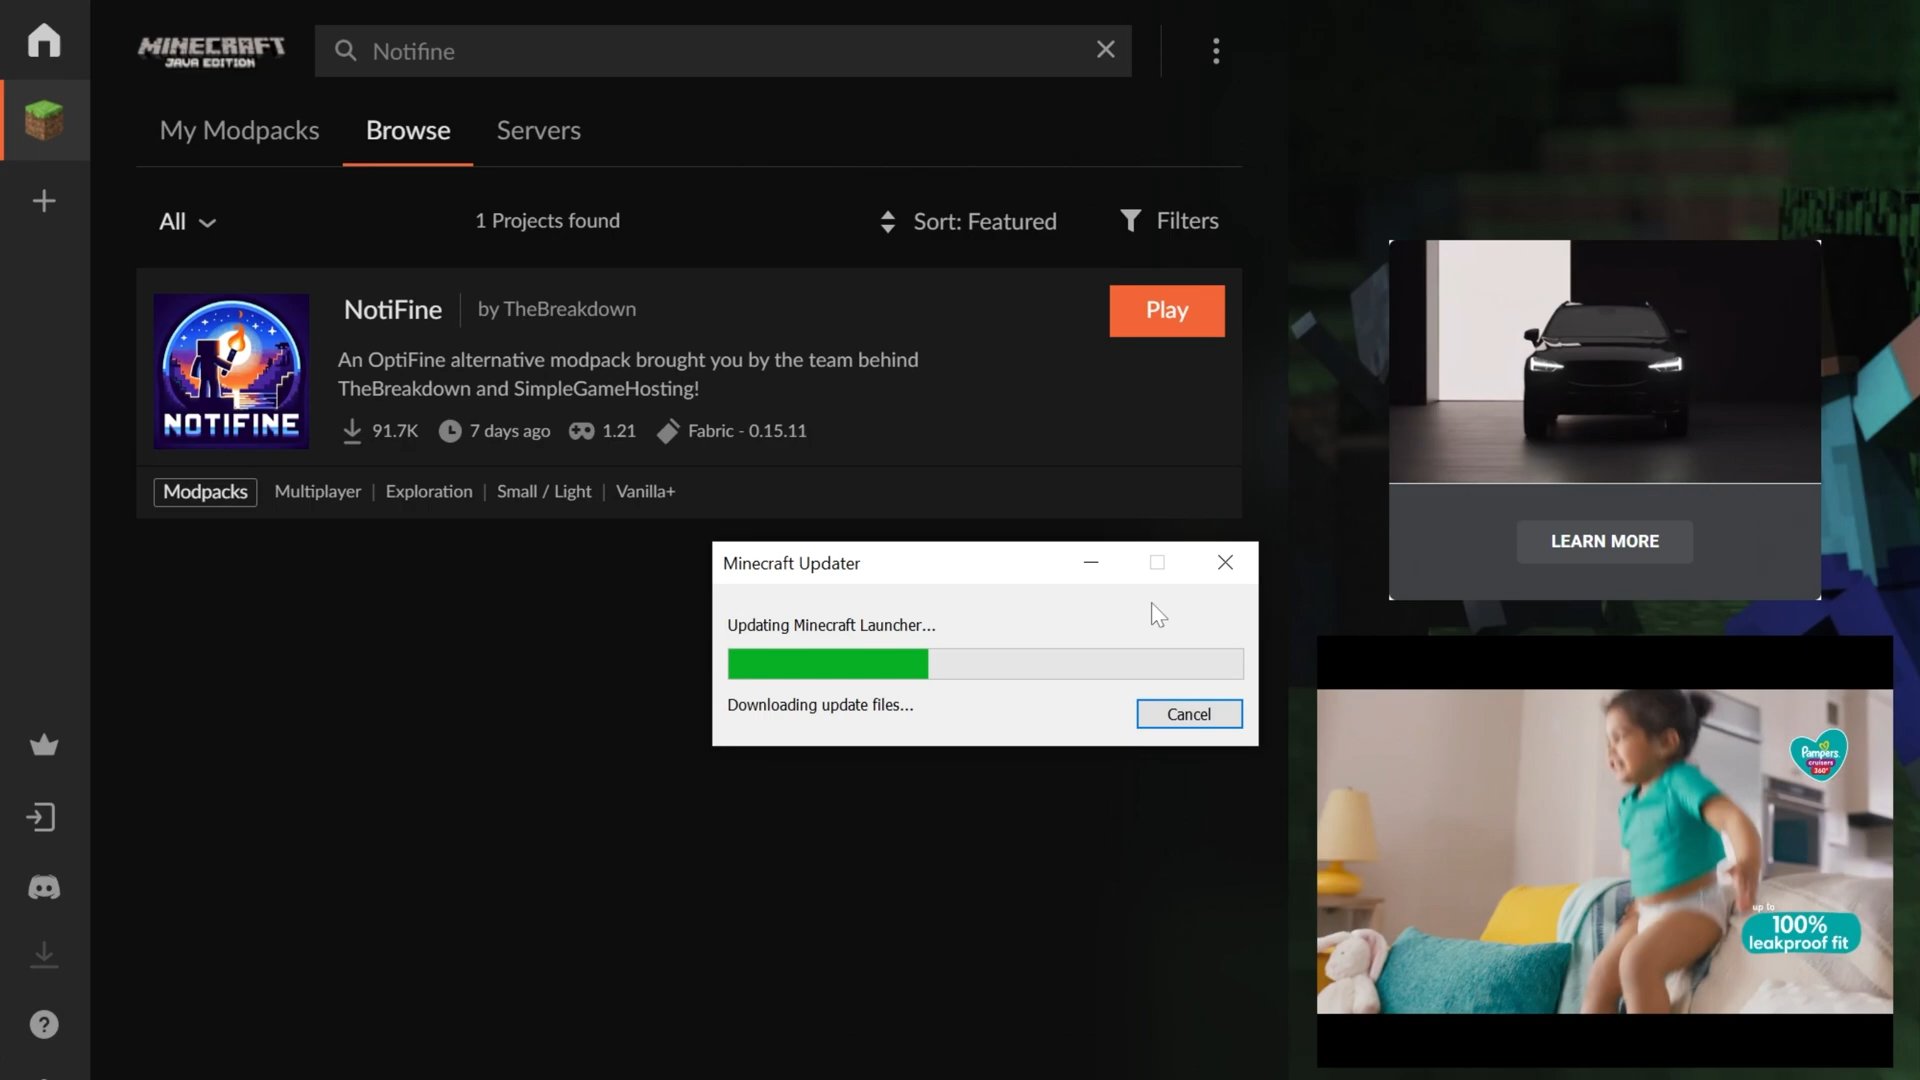 MINECRAFT
JAVA EDITION
Notifine
My Modpacks
Browse
Servers
All
1 Projects found
Sort: Featured
Filters
NOTIFINE
NotiFine
by TheBreakdown
An OptiFine alternative modpack brought you by the team behind
TheBreakdown and SimpleGameHosting!
91.7K
7 days ago
1.21
Fabric - 0.15.11
Play
Modpacks
Multiplayer | Exploration | Small / Light | Vanilla+
Minecraft Updater
Updating Minecraft Launcher...
Downloading update files...
Cancel
LEARN MORE
Pampers
cruisers
360°
up to
100%
leakproof fit
?